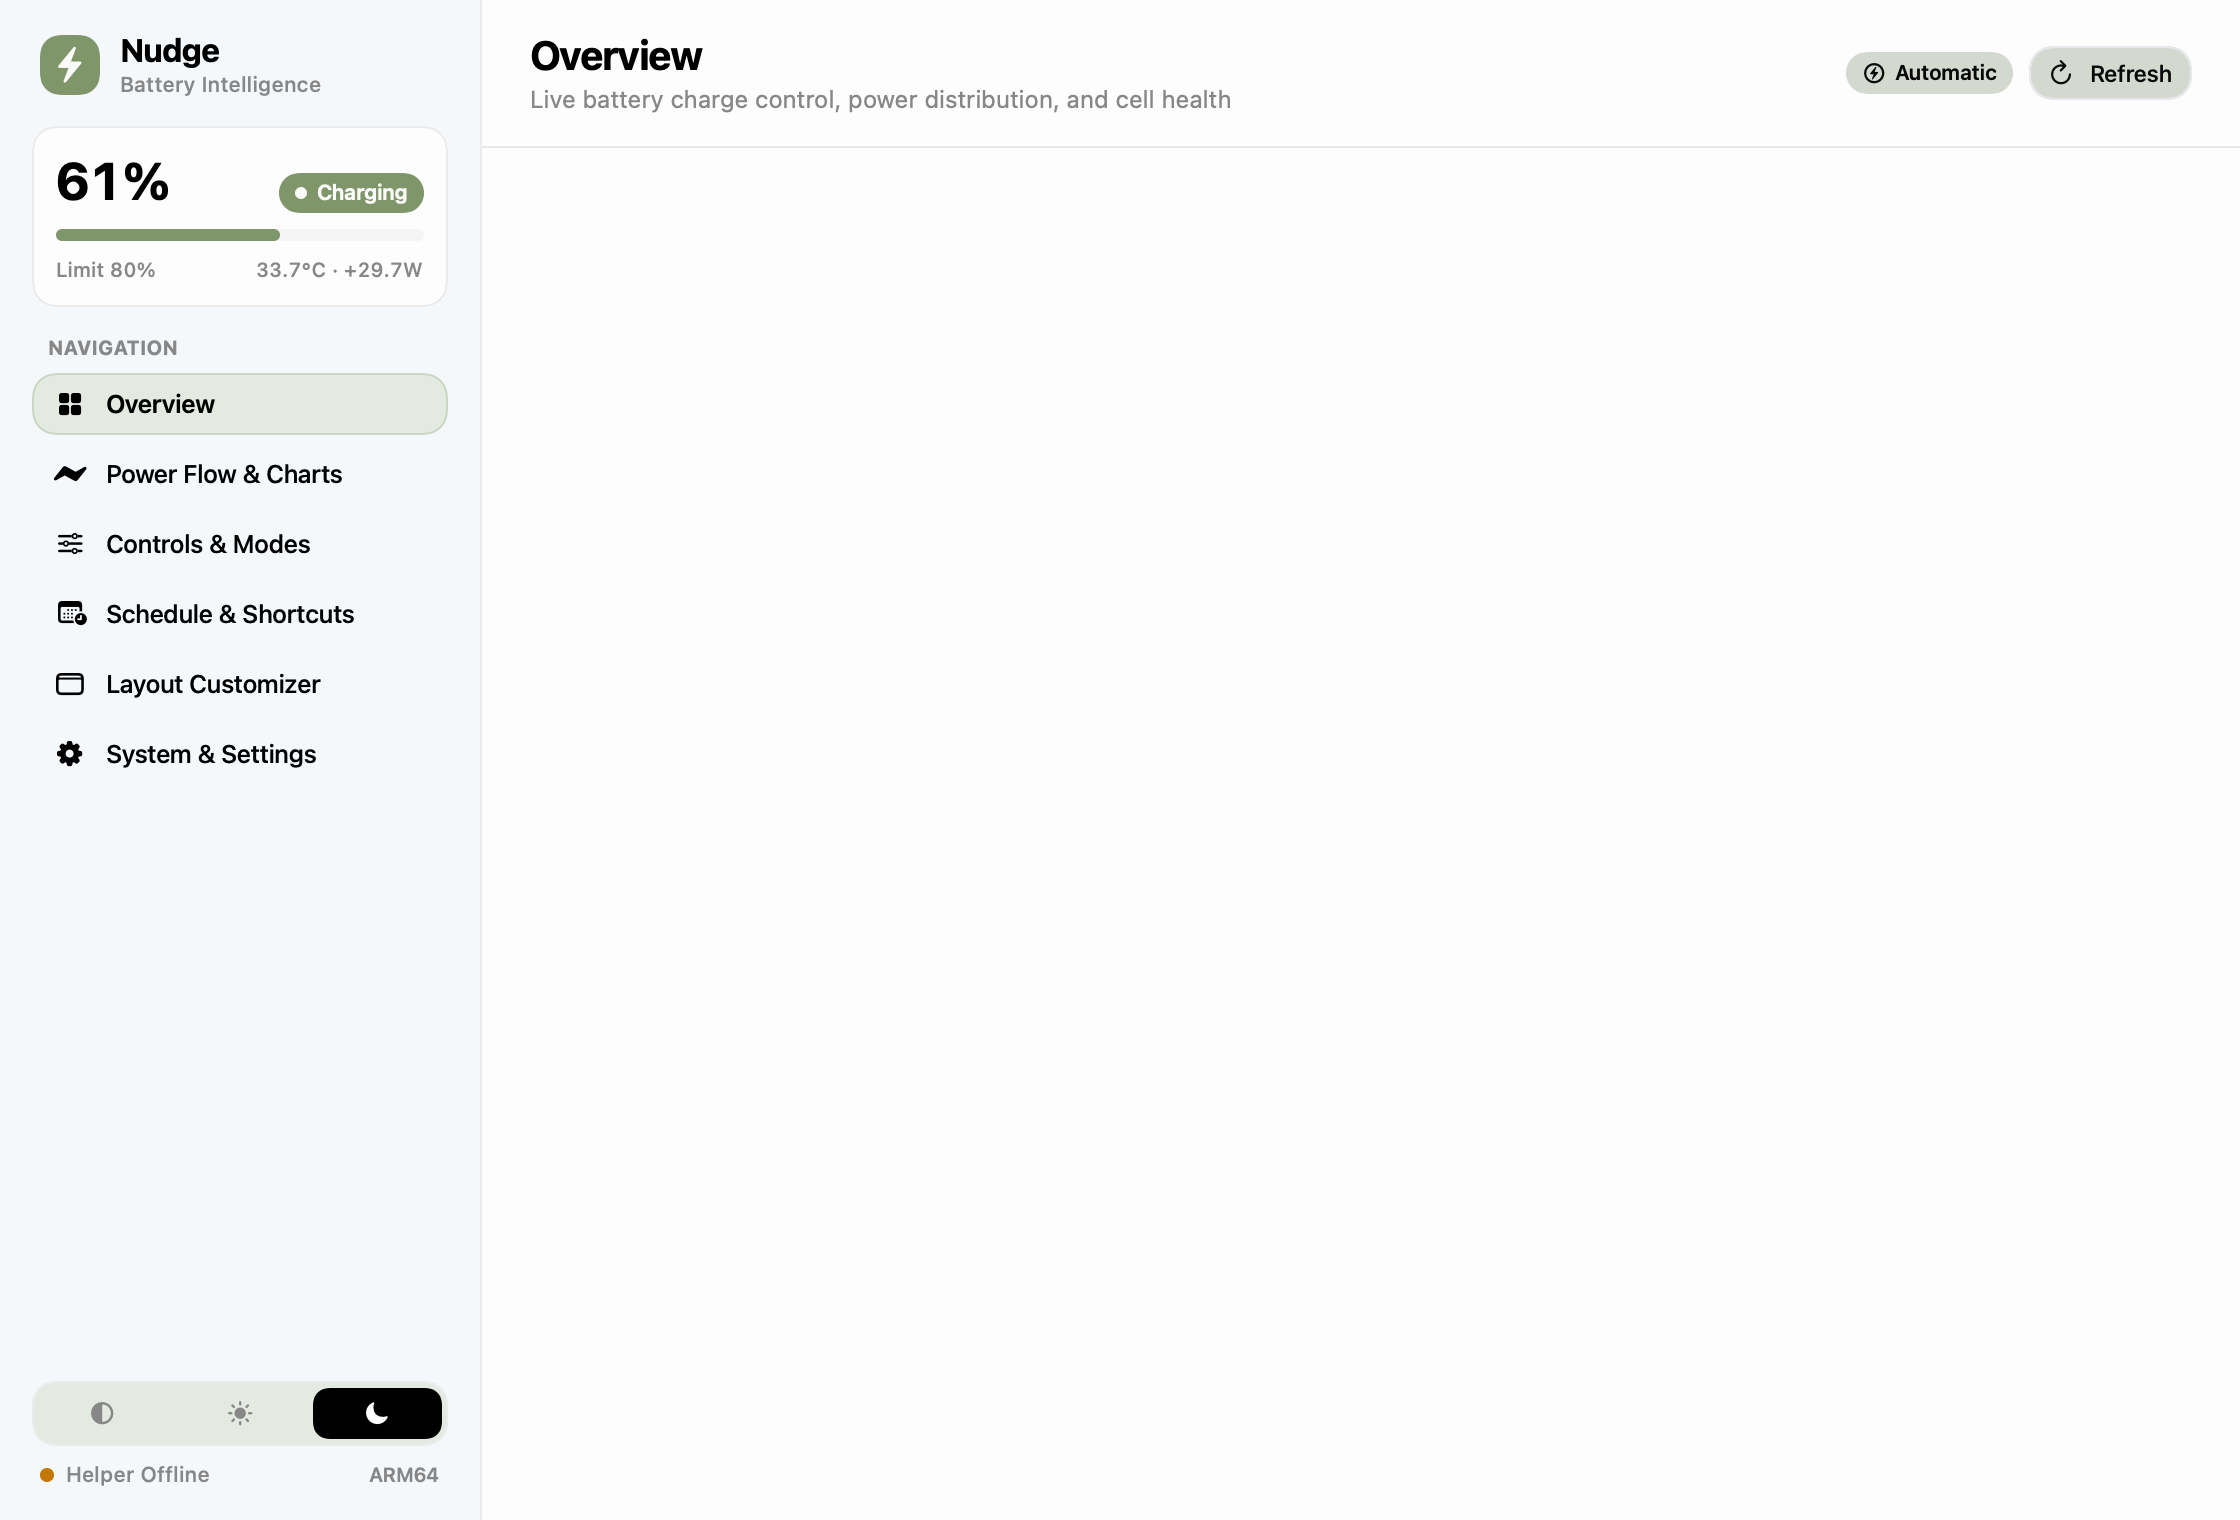 Nudge
Battery Intelligence
61%
Charging
Limit 80%
33.7°C · +29.7W
NAVIGATION
Overview
Power Flow & Charts
Controls & Modes
Schedule & Shortcuts
Layout Customizer
System & Settings
Helper Offline
ARM64
Overview
Live battery charge control, power distribution, and cell health
Automatic
Refresh